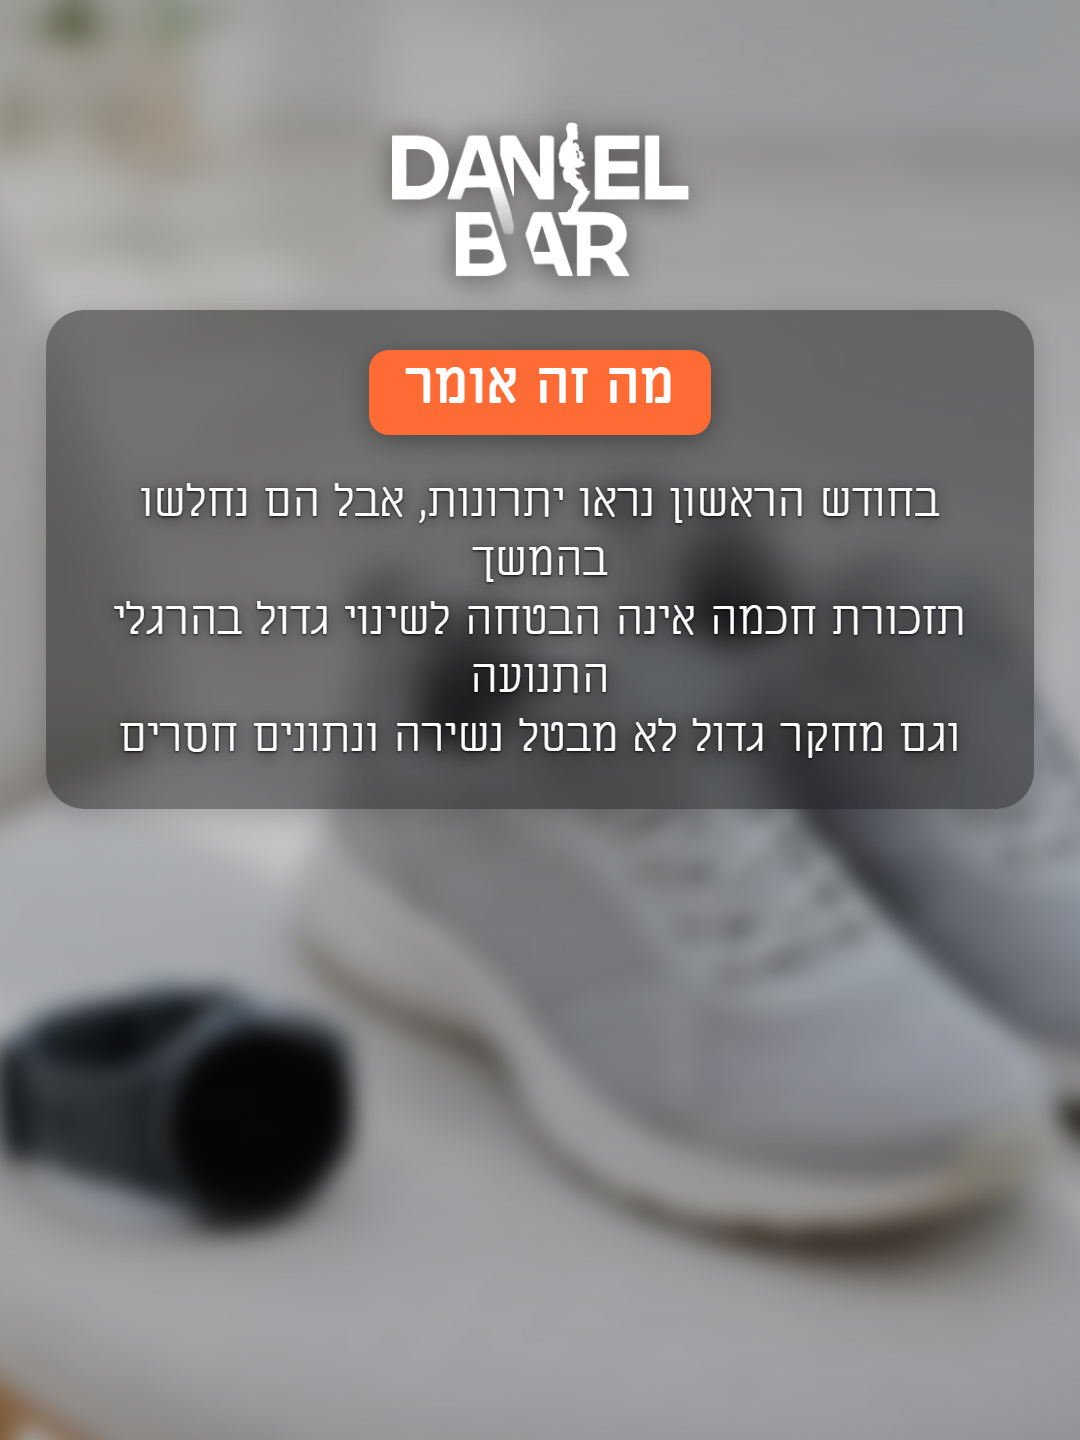 DANIEL
BAR
מה זה אומר
בחודש הראשון נראו יתרונות, אבל הם נחלשו
בהמשך
תזכורת חכמה אינה הבטחה לשינוי גדול בהרגלי
התנועה
וגם מחקר גדול לא מבטל נשירה ונתונים חסרים